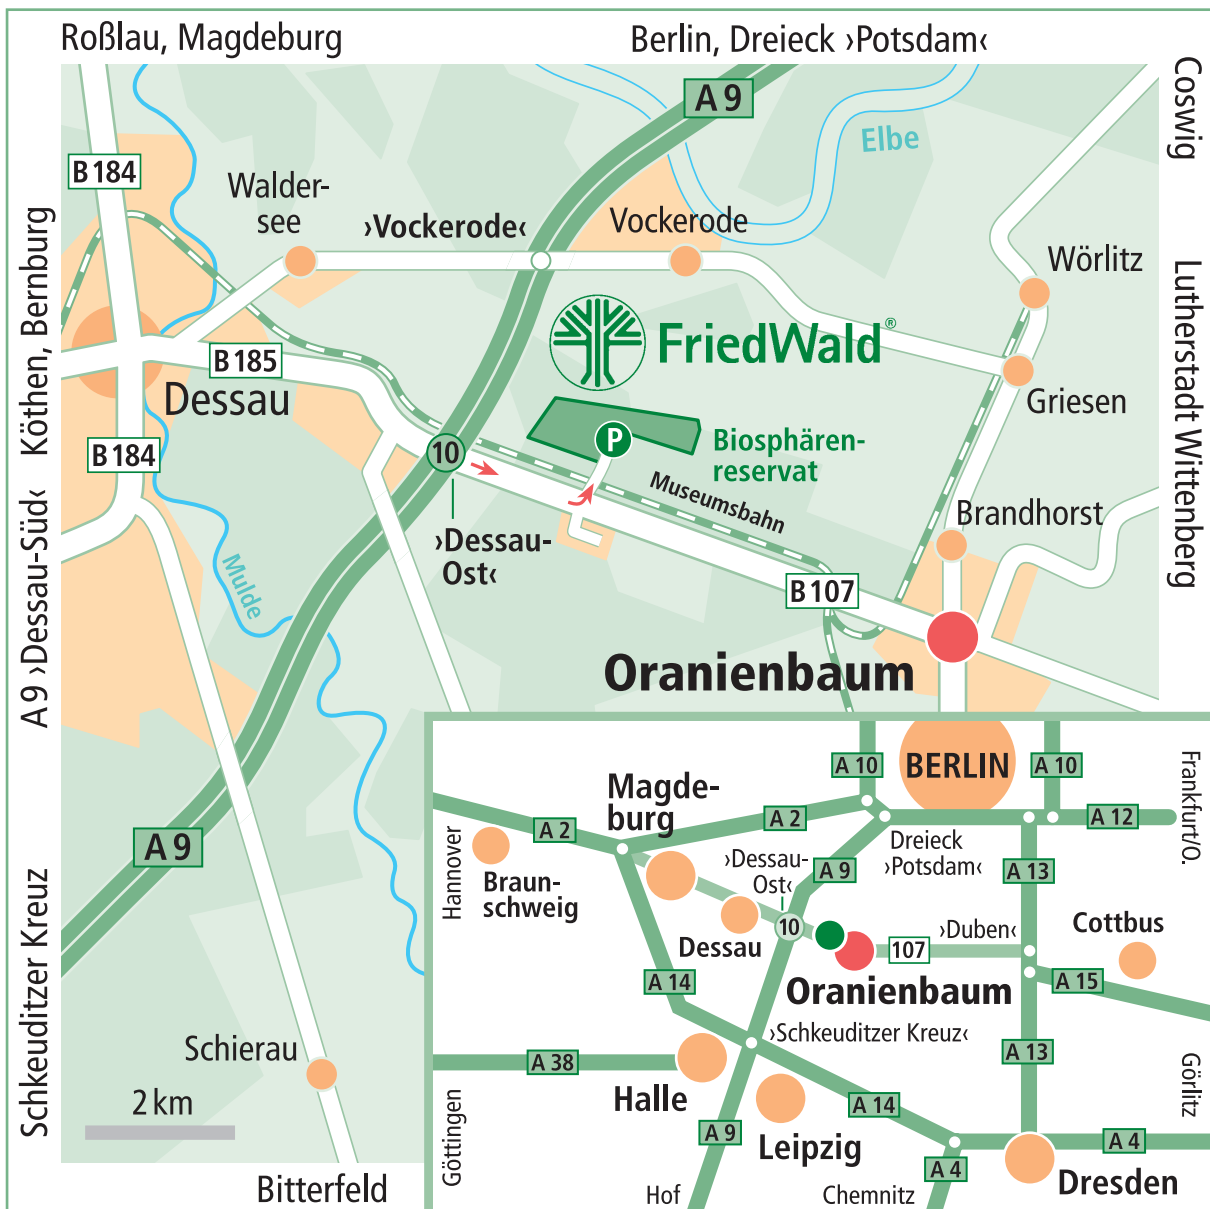 Roßlau, Magdeburg
Berlin, Dreieck ›Potsdam‹
Coswig
Lutherstadt Wittenberg
Köthen, Bernburg
A 9 ›Dessau-Süd‹
Schkeuditzer Kreuz
A 9
Elbe
B 184
Walder-
see
›Vockerode‹
Vockerode
Wörlitz
FriedWald®
B 185
Dessau
Griesen
P
Biosphären-
reservat
B 184
10
Museumsbahn
Brandhorst
›Dessau-
Ost‹
Mulde
B 107
Oranienbaum
A 9
Schierau
2 km
Bitterfeld
A 10
BERLIN
A 10
Frankfurt/O.
Magde-
burg
A 2
A 2
A 12
Hannover
Braun-
schweig
›Dessau-
Ost‹
A 9
Dreieck
›Potsdam‹
A 13
Dessau
10
107
›Duben‹
Cottbus
A 14
Oranienbaum
A 15
›Schkeuditzer Kreuz‹
A 38
A 13
Halle
Görlitz
Göttingen
A 14
A 9
Leipzig
A 4
A 4
Dresden
Hof
Chemnitz